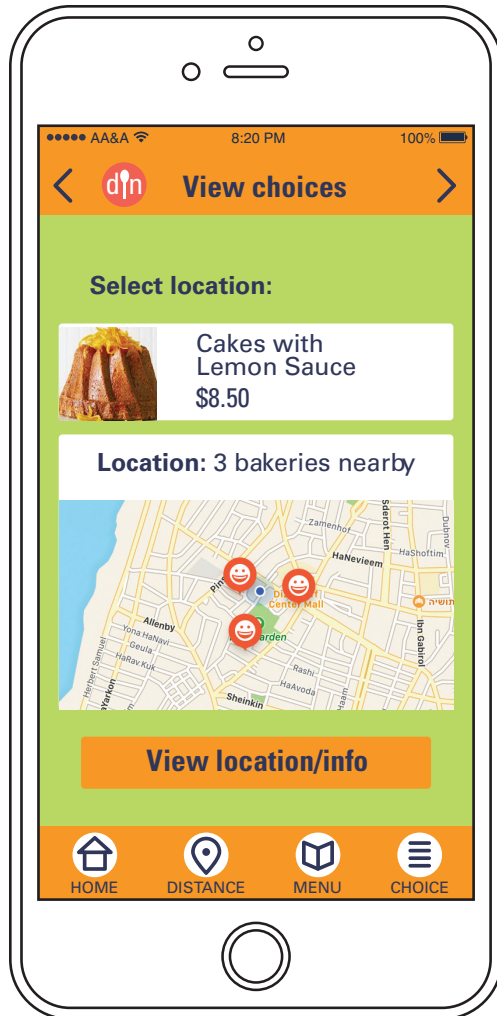 AA&A 8:20 PM 100%
din View choices
Select location:
Cakes with
Lemon Sauce
$8.50
Location: 3 bakeries nearby
Zamenhof
Sderot Hen
Dubnov
HaNevieem
HaShoftim
Center Mall
תושיה
Allenby
Yona HaNavi
Geula
HaRav Kuk
Herbert Samuel
Ibn Gabirol
Rashi
HaAvoda
Sheinkin
View location/info
HOME DISTANCE MENU CHOICE